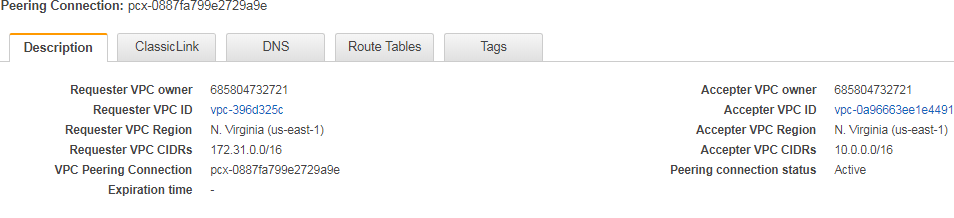 Peering Connection: pcx-0887fa799e2729a9e
Description ClassicLink DNS Route Tables Tags
Requester VPC owner 685804732721 Accepter VPC owner 685804732721
Requester VPC ID vpc-396d325c Accepter VPC ID vpc-0a96663ee1e4491
Requester VPC Region N. Virginia (us-east-1) Accepter VPC Region N. Virginia (us-east-1)
Requester VPC CIDRs 172.31.0.0/16 Accepter VPC CIDRs 10.0.0.0/16
VPC Peering Connection pcx-0887fa799e2729a9e Peering connection status Active
Expiration time -